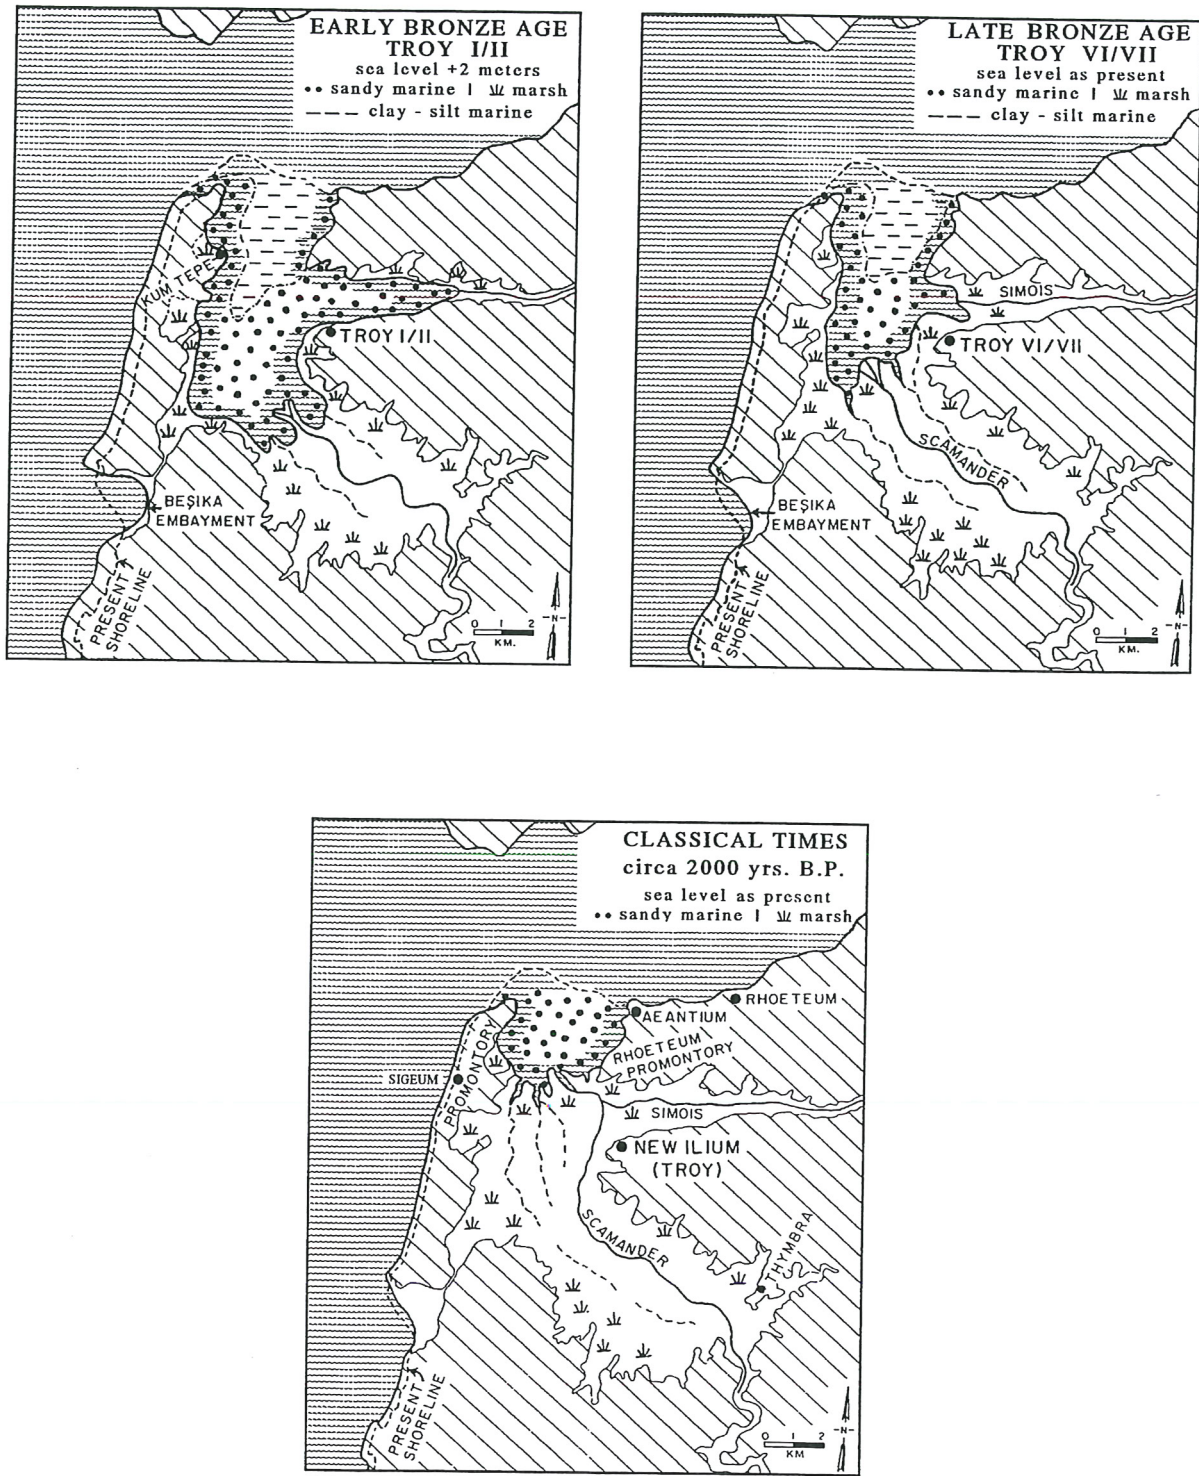 EARLY BRONZE AGE
TROY I/II
sea level +2 meters
•• sandy marine | marsh
--- clay - silt marine
KUM TEPE
TROY I/II
BEŞIKA
EMBAYMENT
PRESENT
SHORELINE
0 1 2
KM.
-N-
LATE BRONZE AGE
TROY VI/VII
sea level as present
•• sandy marine | marsh
--- clay - silt marine
SIMOIS
TROY VI/VII
SCAMANDER
BEŞIKA
EMBAYMENT
PRESENT
SHORELINE
0 1 2
KM.
-N-
CLASSICAL TIMES
circa 2000 yrs. B.P.
sea level as present
•• sandy marine | marsh
RHOETEUM
AEANTIUM
RHOETEUM
PROMONTORY
SIGEUM
PROMONTORY
SIMOIS
NEW ILIUM
(TROY)
SCAMANDER
THYMBRA
PRESENT
SHORELINE
0 1 2
KM
-N-